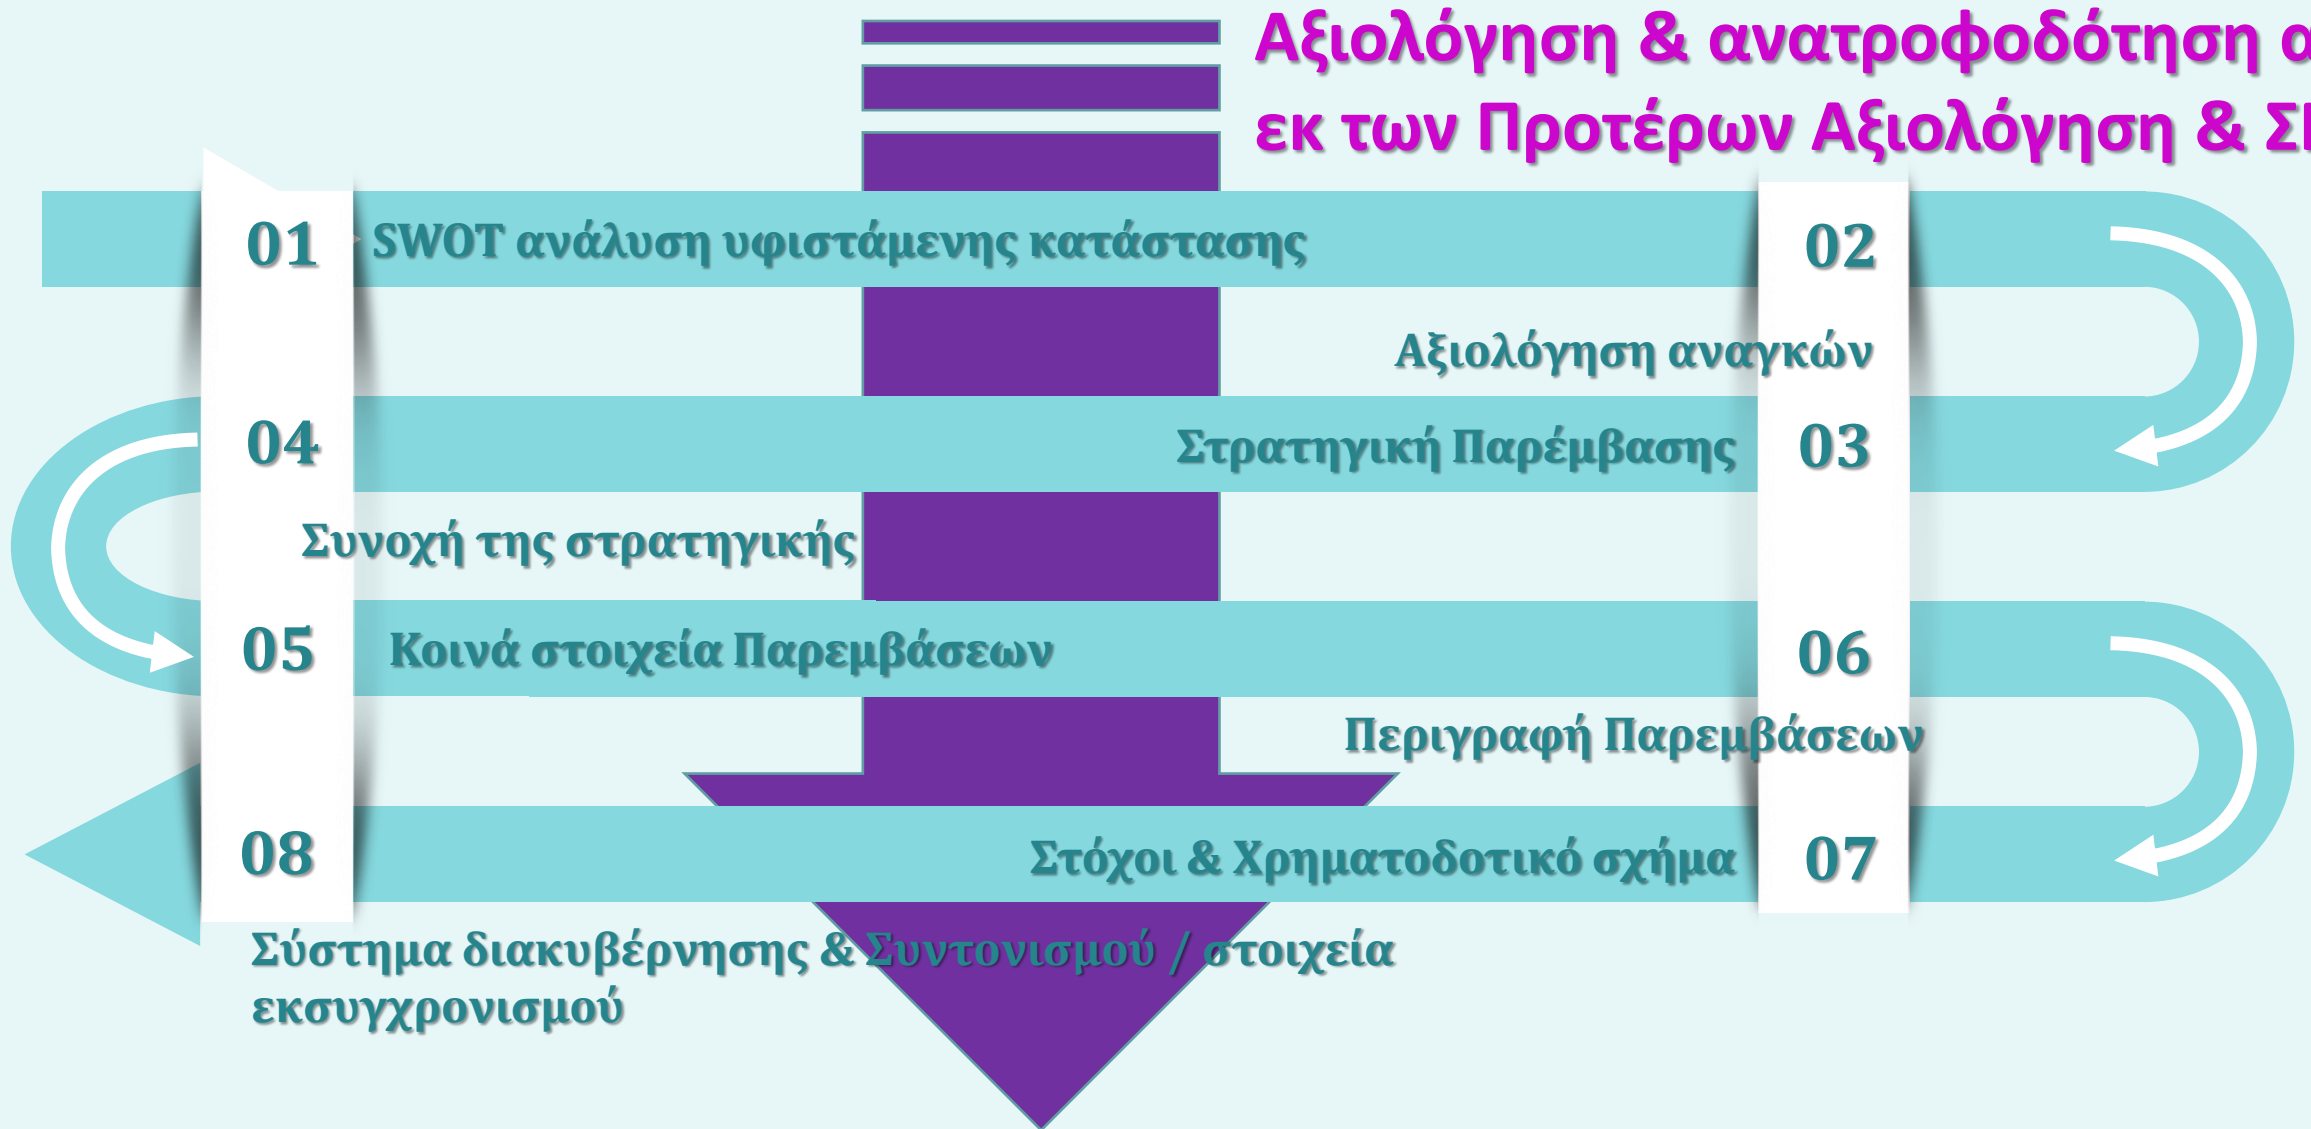 Αξιολόγηση & ανατροφοδότηση
εκ των Προτέρων Αξιολόγηση &
01 SWOT ανάλυση υφιστάμενης κατάστασης 02
Αξιολόγηση αναγκών
04 Στρατηγική Παρέμβασης 03
Συνοχή της στρατηγικής
05 Κοινά στοιχεία Παρεμβάσεων 06
Περιγραφή Παρεμβάσεων
08 Στόχοι & Χρηματοδοτικό σχήμα 07
Σύστημα διακυβέρνησης & Συντονισμού / στοιχεία
εκσυγχρονισμού